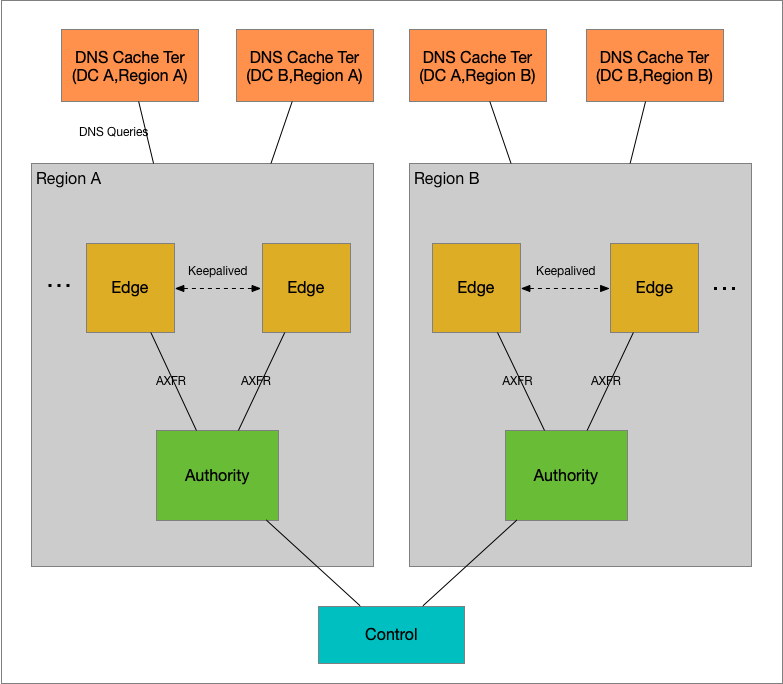 DNS Cache Ter
(DC A,Region A)
DNS Cache Ter
(DC B,Region A)
DNS Cache Ter
(DC A,Region B)
DNS Cache Ter
(DC B,Region B)
DNS Queries
Region A
Region B
...
Edge
Keepalived
Edge
Edge
Keepalived
Edge
...
AXFR
AXFR
AXFR
AXFR
Authority
Authority
Control